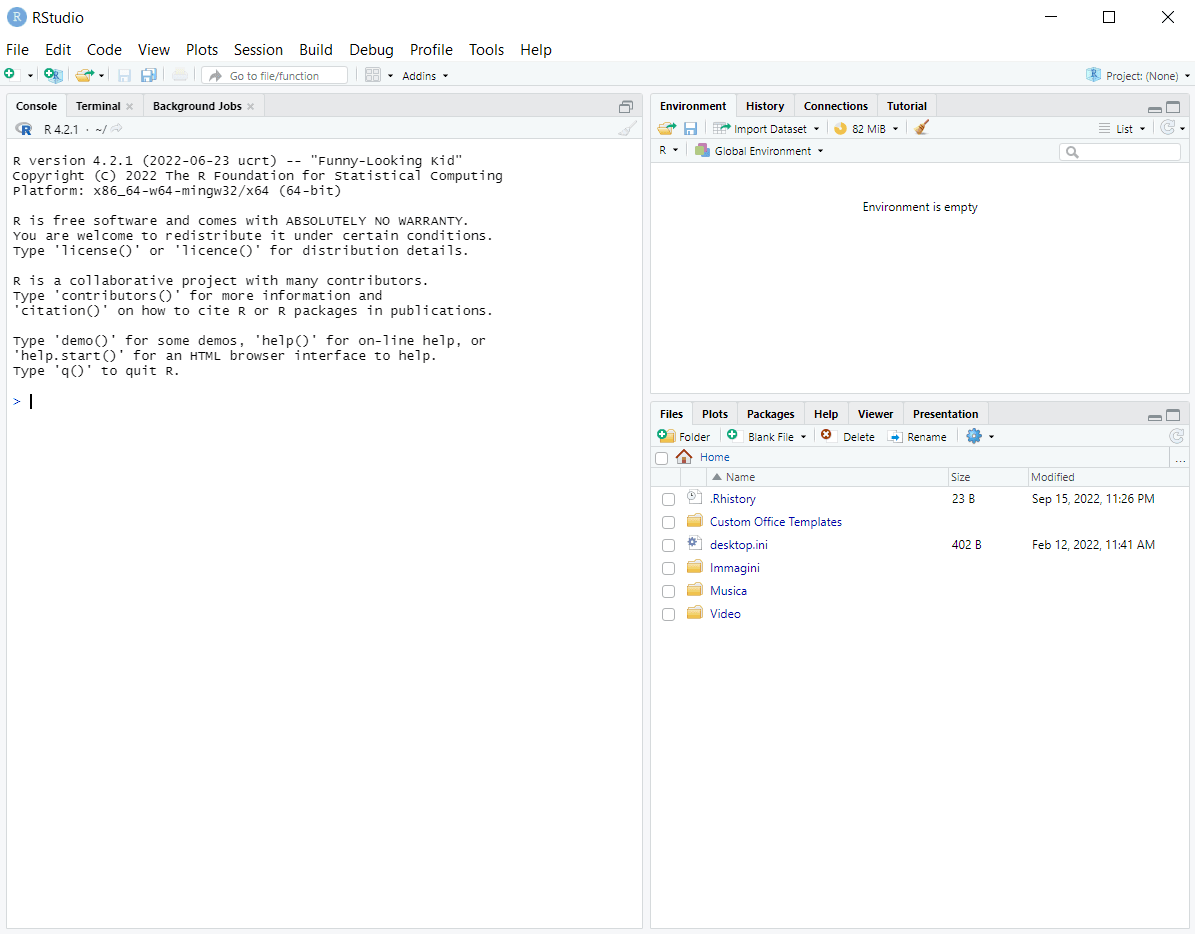 RStudio
File Edit Code View Plots Session Build Debug Profile Tools Help
Go to file/function Addins Project: (None)
Console Terminal Background Jobs
R 4.2.1 · ~/
R version 4.2.1 (2022-06-23 ucrt) -- "Funny-Looking Kid"
Copyright (C) 2022 The R Foundation for Statistical Computing
Platform: x86_64-w64-mingw32/x64 (64-bit)
R is free software and comes with ABSOLUTELY NO WARRANTY.
You are welcome to redistribute it under certain conditions.
Type 'license()' or 'licence()' for distribution details.
R is a collaborative project with many contributors.
Type 'contributors()' for more information and
'citation()' on how to cite R or R packages in publications.
Type 'demo()' for some demos, 'help()' for on-line help, or
'help.start()' for an HTML browser interface to help.
Type 'q()' to quit R.
>
Environment History Connections Tutorial
Import Dataset 82 MiB List
R Global Environment
Environment is empty
Files Plots Packages Help Viewer Presentation
Folder Blank File Delete Rename
Home ...
Name Size Modified
.Rhistory 23 B Sep 15, 2022, 11:26 PM
Custom Office Templates
desktop.ini 402 B Feb 12, 2022, 11:41 AM
Immagini
Musica
Video